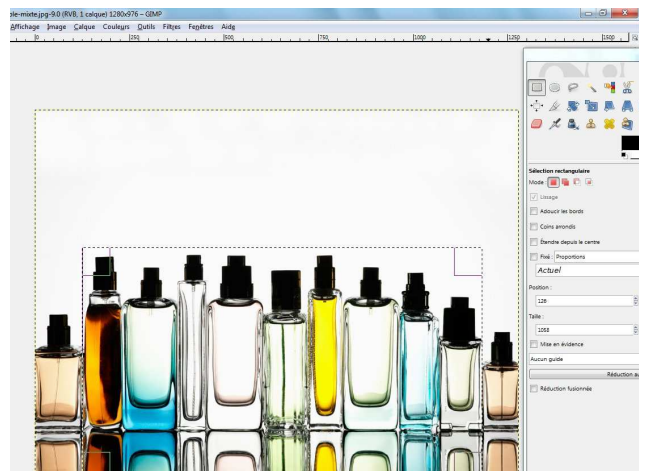 ple-mixte.jpg-9.0 (RVB, 1 calque) 1280x976 – GIMP
Affichage Image Calque Couleurs Outils Filtres Fenêtres Aide
0 250 500 750 1000 1250 1500
Sélection rectangulaire
Mode :
Lissage
Adoucir les bords
Coins arrondis
Étendre depuis le centre
Fixé : Proportions
Actuel
Position :
126
Taille :
1058
Mise en évidence
Aucun guide
Réduction au
Réduction fusionnée